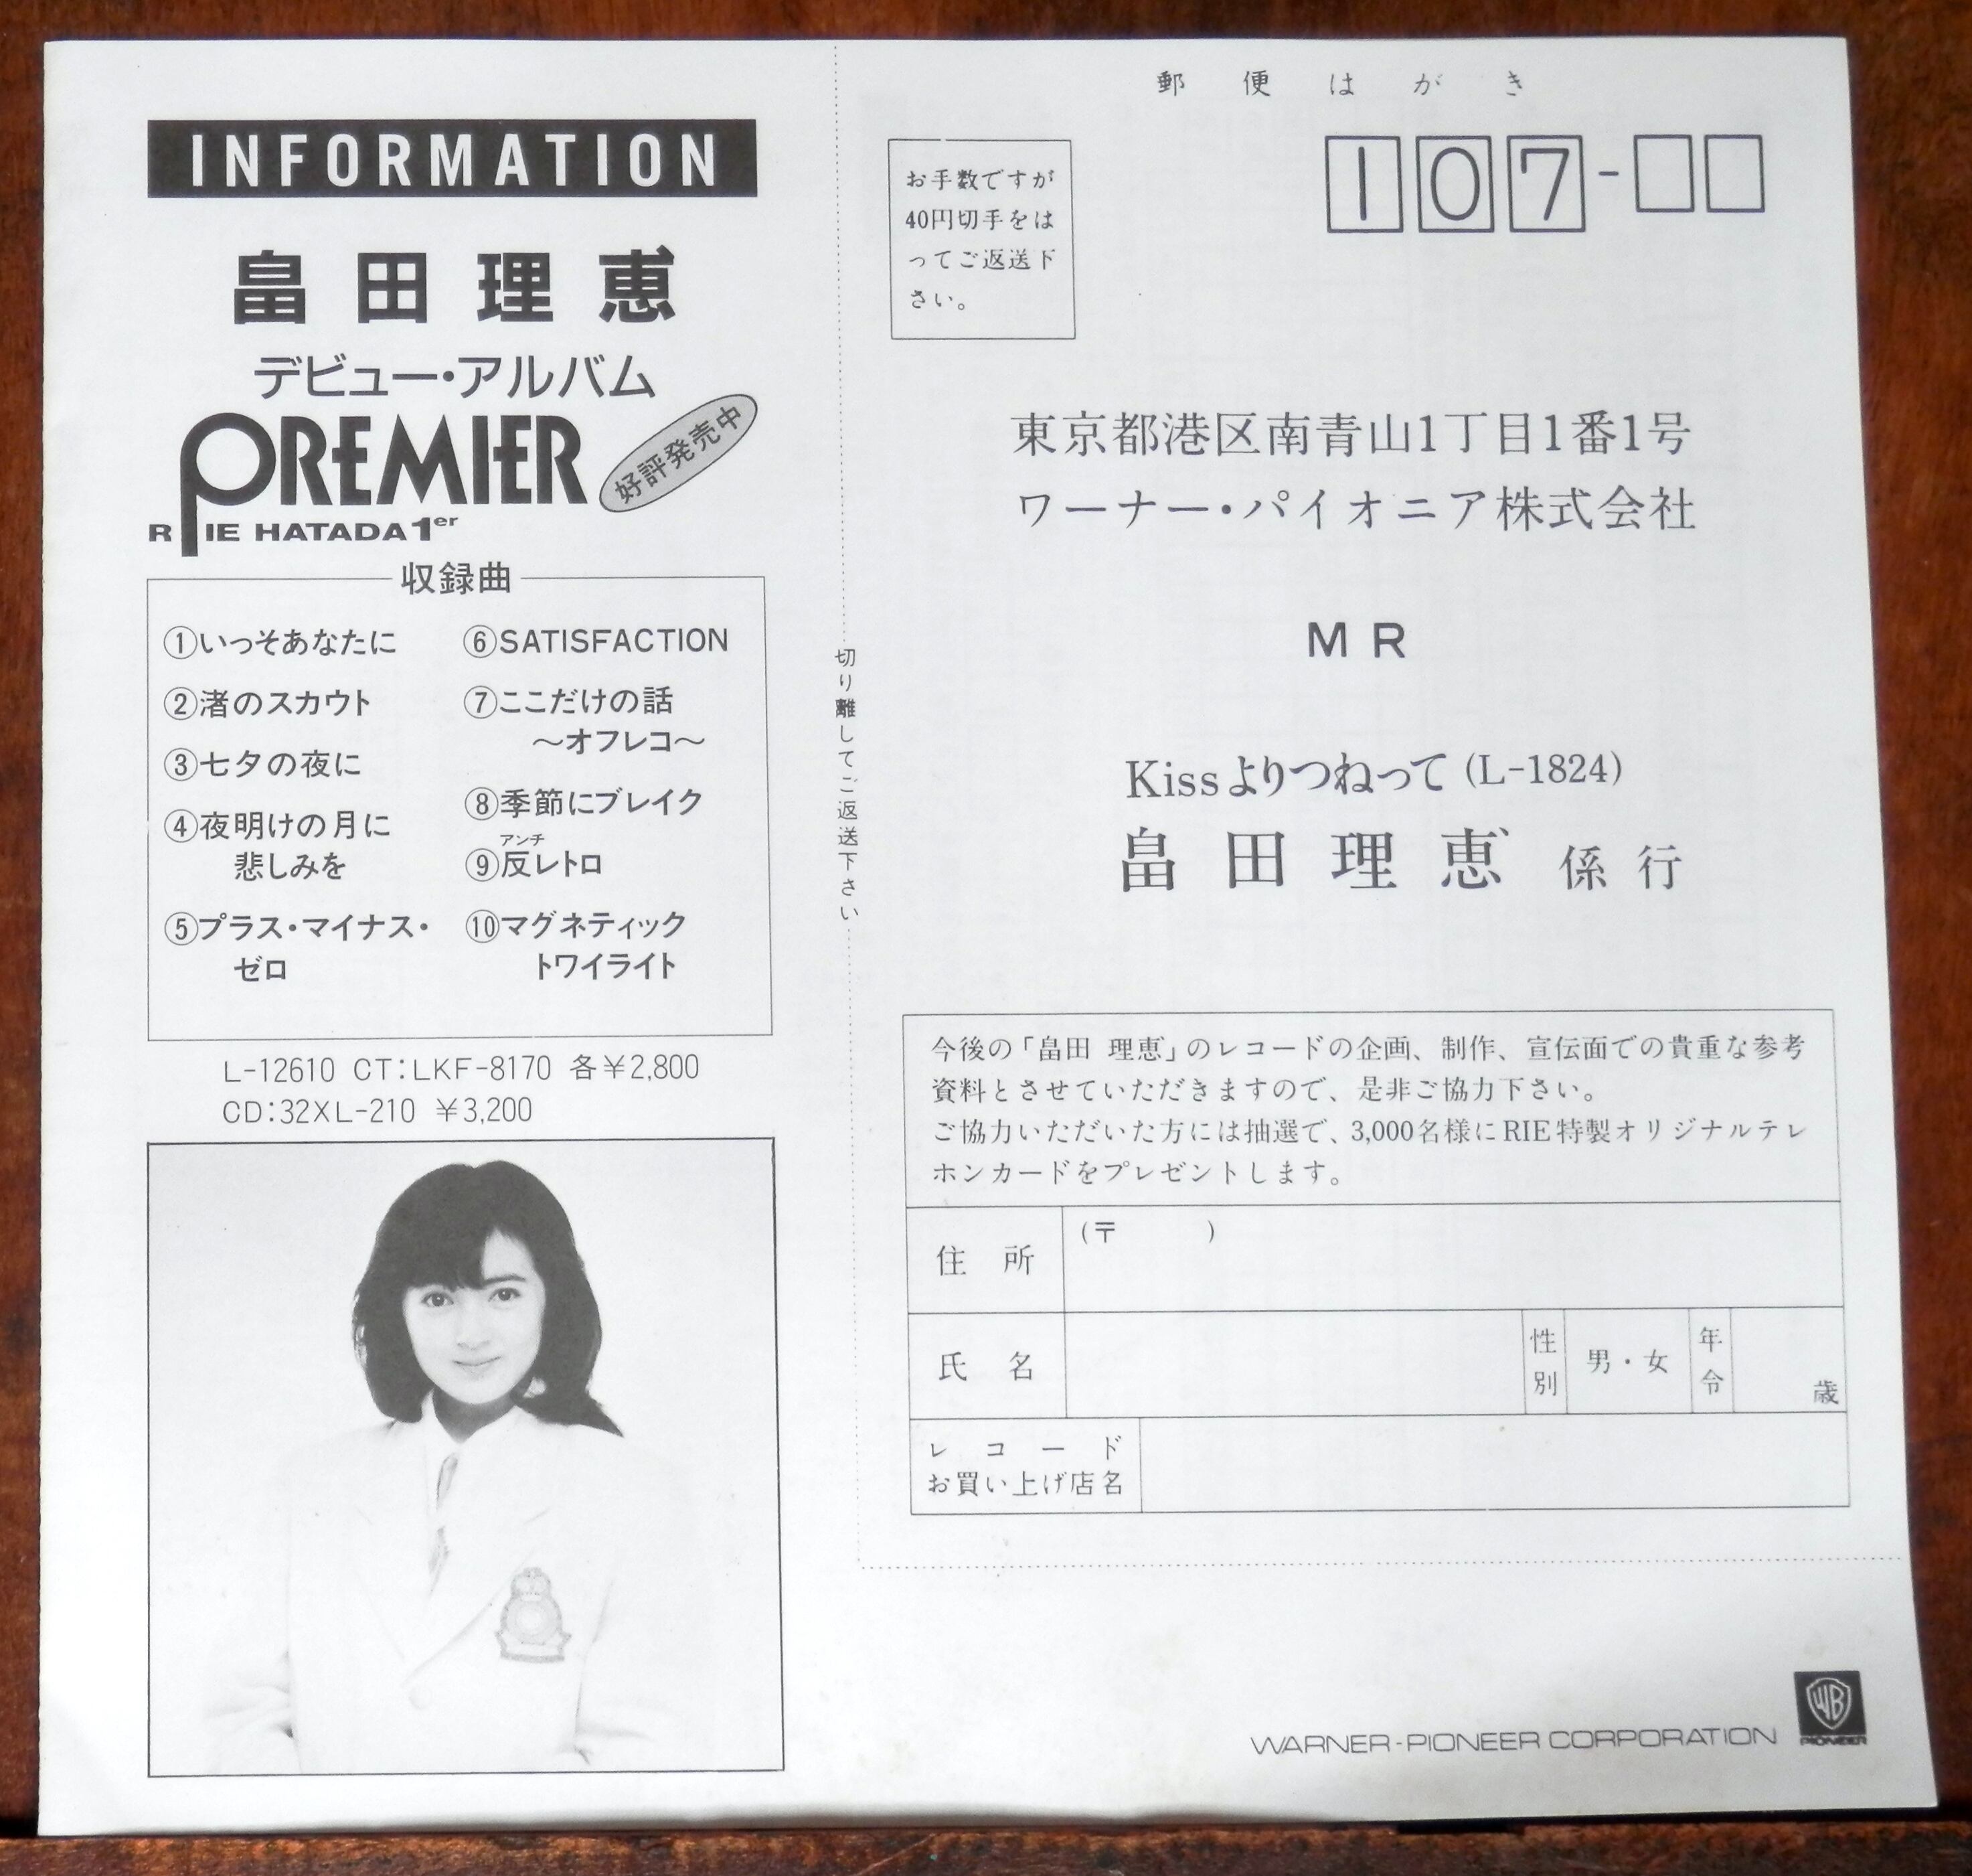 INFORMATION
畠田理恵
デビュー・アルバム
PREMIER
好評発売中
RIE HATADA 1er
収録曲
①いっそあなたに
②渚のスカウト
③七夕の夜に
④夜明けの月に
悲しみを
⑤プラス・マイナス・
ゼロ
⑥SATISFACTION
⑦ここだけの話
〜オフレコ〜
⑧季節にブレイク
アンチ
⑨反レトロ
⑩マグネティック
トワイライト
L-12610 CT:LKF-8170 各¥2,800
CD:32XL-210 ¥3,200
切り離してご返送下さい
郵便はがき
107-
お手数ですが
40円切手をは
ってご返送下
さい。
東京都港区南青山1丁目1番1号
ワーナー・パイオニア株式会社
MR
Kissよりつねって(L-1824)
畠田理恵 係行
今後の「畠田 理恵」のレコードの企画、制作、宣伝面での貴重な参考
資料とさせていただきますので、是非ご協力下さい。
ご協力いただいた方には抽選で、3,000名様にRIE特製オリジナルテレ
ホンカードをプレゼントします。
住所
(〒 )
氏名
性別
男・女
年令
歳
レコード
お買い上げ店名
WARNER-PIONEER CORPORATION
WB
PIONEER